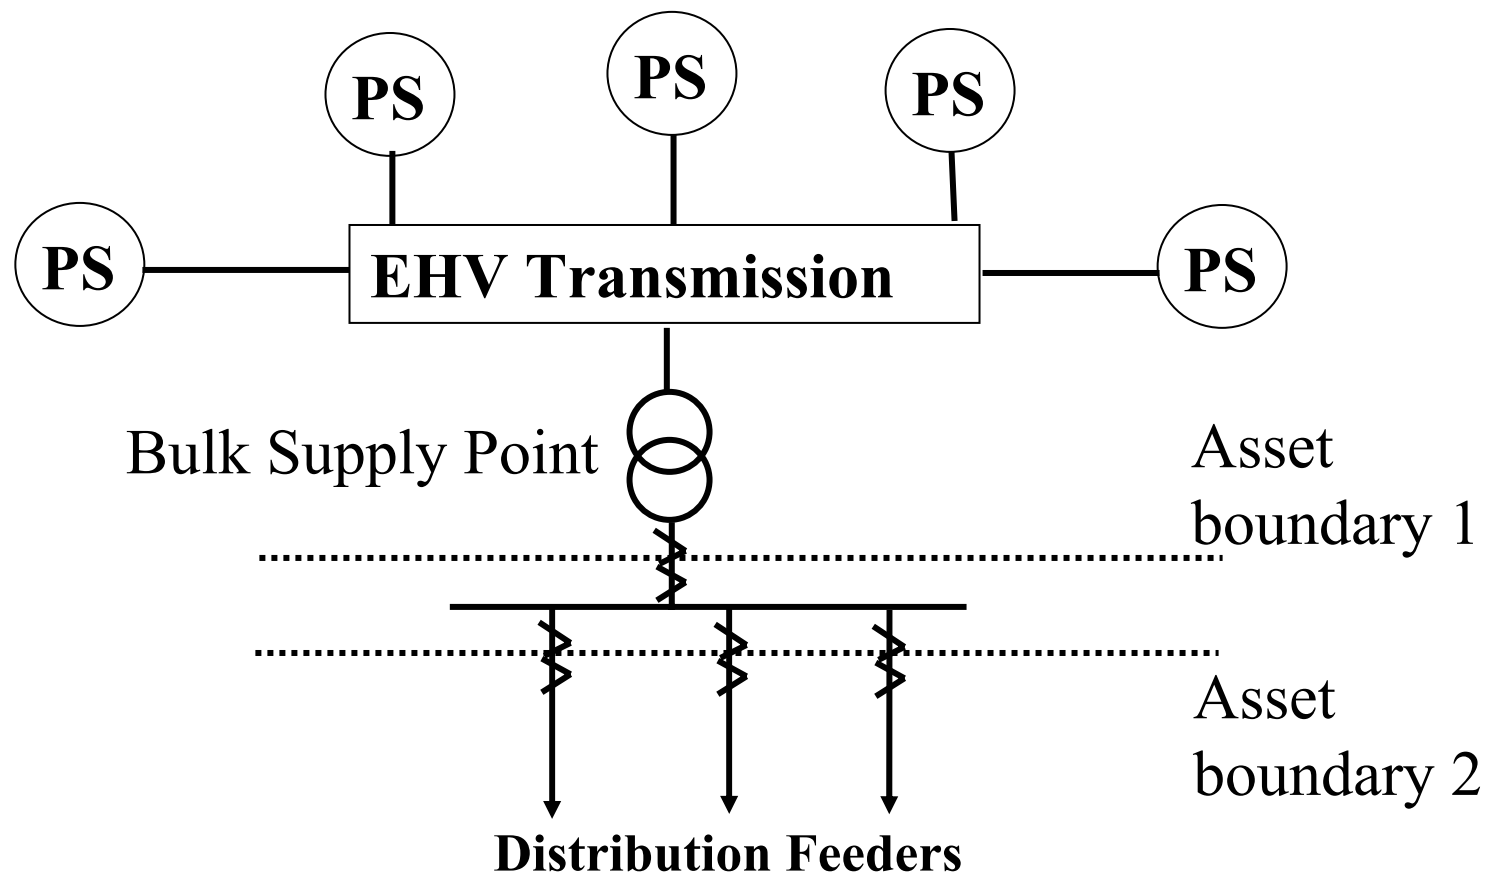 PS
PS
PS
PS
EHV Transmission
PS
Bulk Supply Point
Asset
boundary 1
Asset
boundary 2
Distribution Feeders